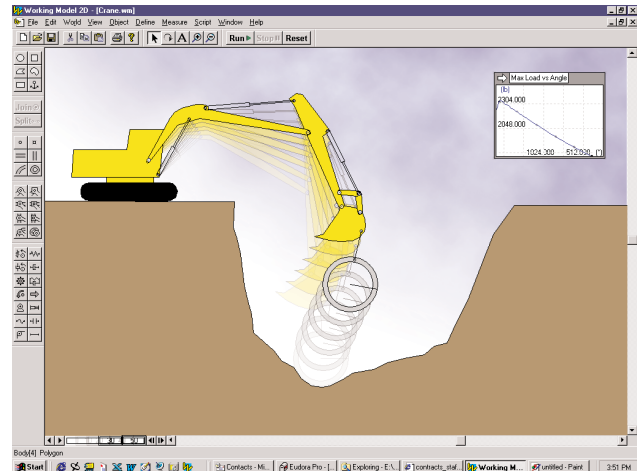 Working Model 2D - [Crane.wm]
File Edit World View Object Define Measure Script Window Help
Run Stop Reset
Join
Split
Max Load vs Angle
(lb)
2304.000
2048.000
1024.000 512.000 (°)
Body[4] Polygon
Start Contacts - Mi... Eudora Pro - [... Exploring - E:\... contracts_staf... Working M... untitled - Paint 3:51 PM